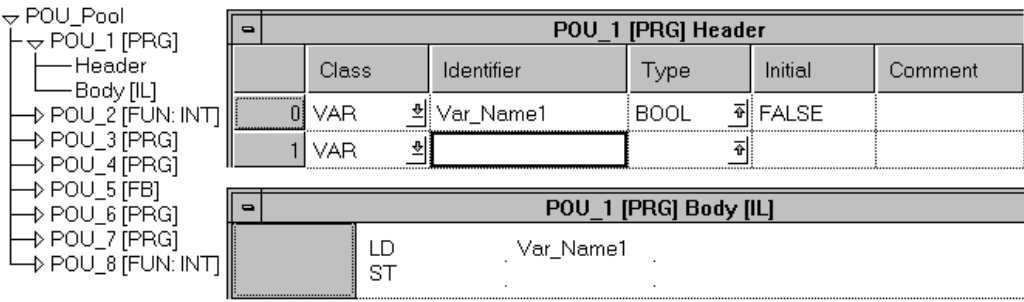 POU_Pool
POU_1 [PRG]
Header
Body [IL]
POU_2 [FUN: INT]
POU_3 [PRG]
POU_4 [PRG]
POU_5 [FB]
POU_6 [PRG]
POU_7 [PRG]
POU_8 [FUN: INT]
POU_1 [PRG] Header
Class Identifier Type Initial Comment
0 VAR Var_Name1 BOOL FALSE
1 VAR
POU_1 [PRG] Body [IL]
LD Var_Name1
ST